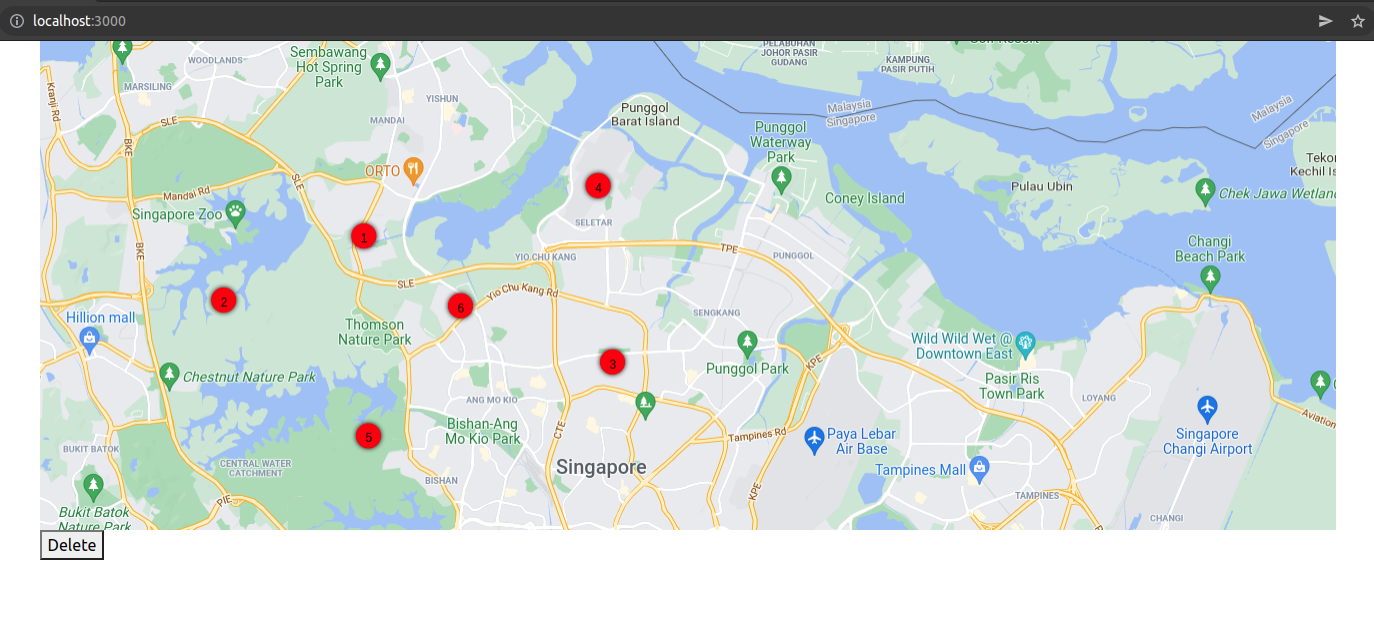 localhost:3000
Sembawang
Hot Spring
Park
WOODLANDS
MARSILING
Kranji Rd
SLE
BKE
MANDAI
YISHUN
Punggol
Barat Island
PELABUHAN
JOHOR PASIR
GUDANG
KAMPUNG
PASIR PUTIH
Malaysia
Singapore
Malaysia
Singapore
Punggol
Waterway
Park
ORTO
SLE
Mandai Rd
Singapore Zoo
4
SELETAR
Coney Island
Pulau Ubin
Chek Jawa Wetlan
1
BKE
YIO CHU KANG
TPE
PUNGGOL
Changi
Beach Park
SLE
Yio Chu Kang Rd
2
6
SENGKANG
Hillion mall
Thomson
Nature Park
Wild Wild Wet @
Downtown East
3
Punggol Park
KPE
Chestnut Nature Park
Pasir Ris
Town Park
LOYANG
ANG MO KIO
Bishan-Ang
Mo Kio Park
CTE
Tampines Rd
Paya Lebar
Air Base
Singapore
Changi Airport
Aviation
5
BUKIT BATOK
CENTRAL WATER
CATCHMENT
Singapore
Tampines Mall
BISHAN
PIE
KPE
TAMPINES
CHANGI
Bukit Batok
Nature Park
Delete